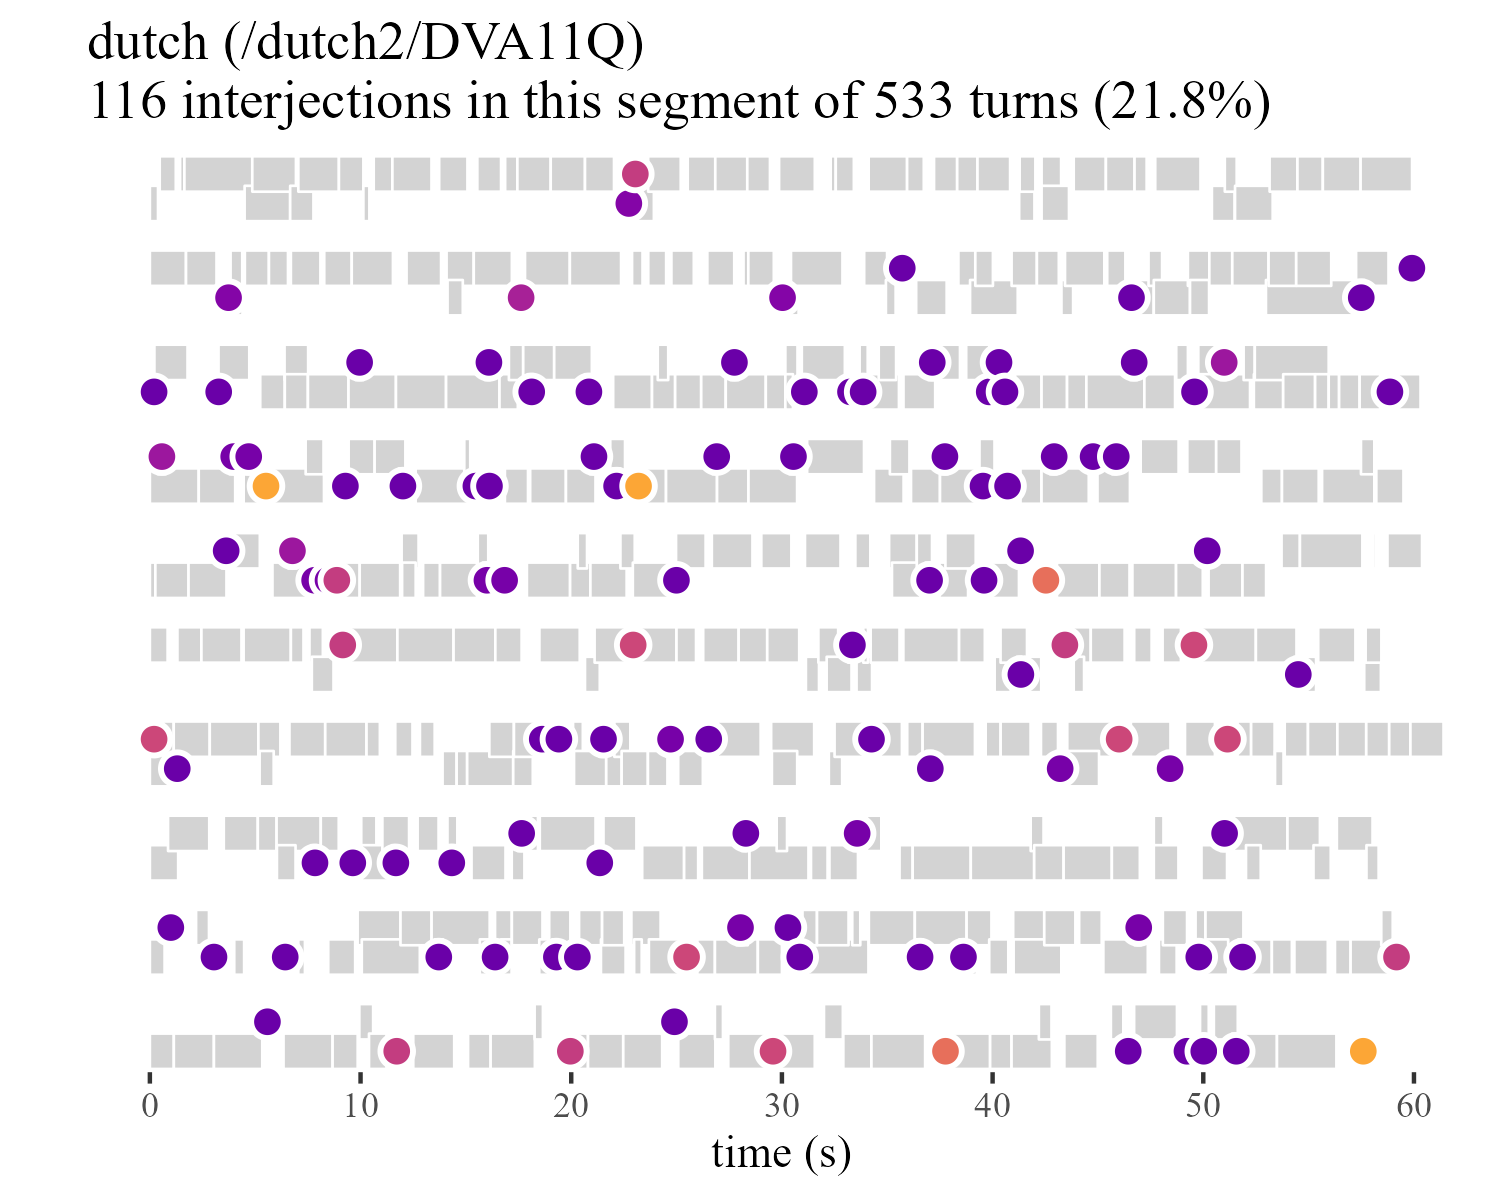 dutch (/dutch2/DVA11Q)
116 interjections in this segment of 533 turns (21.8%)
0 10 20 30 40 50 60
time (s)